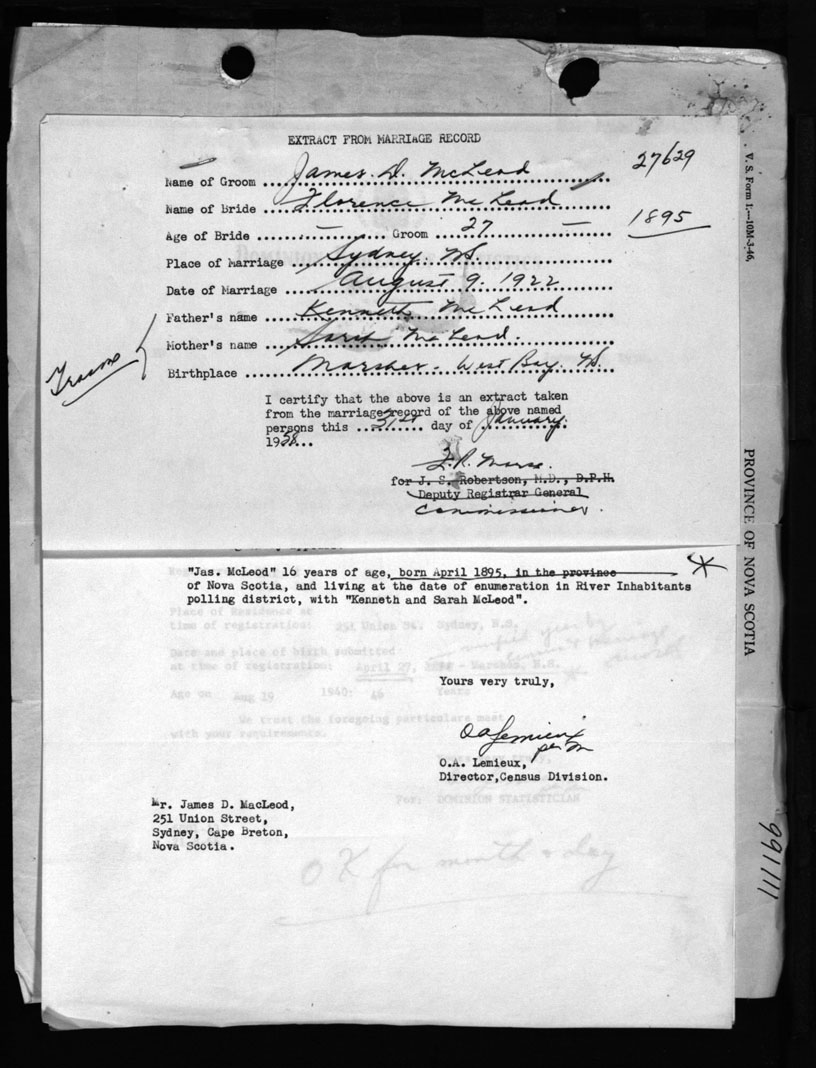 EXTRACT FROM MARRIAGE RECORD
27629
Name of Groom James. D. McLeod
Name of Bride Florence McLeod
1895
Age of Bride — Groom 27 —
Place of Marriage Sydney NS.
Date of Marriage August 9. 1922
Father's name Kenneth McLeod
Mother's name Sarah McLeod.
Birthplace Marshes. West Bay. NS.
Grooms
I certify that the above is an extract taken
from the marriage record of the above named
persons this 31st day of January.
1958
for J. S. Robertson, M.D., D.P.H.
Deputy Registrar General
Commissioner.
"Jas. McLeod" 16 years of age, born April 1895, in the province
of Nova Scotia, and living at the date of enumeration in River Inhabitants
polling district, with "Kenneth and Sarah McLeod".
Place of Residence at
time of registration: 251 Union St. Sydney, N.S.
Date and place of birth submitted
at time of registration: April 27, - Marshes, N.S.
Age on Aug 19 1940: 46 Years
We trust the foregoing particulars meet
with your requirements.
Yours very truly,
OALemieux
per
O.A. Lemieux,
Director,Census Division.
For: DOMINION STATISTICIAN
Mr. James D. MacLeod,
251 Union Street,
Sydney, Cape Breton,
Nova Scotia.
OK for month & day
V. S. Form 1.—10M-3-46,
PROVINCE OF NOVA SCOTIA
991111